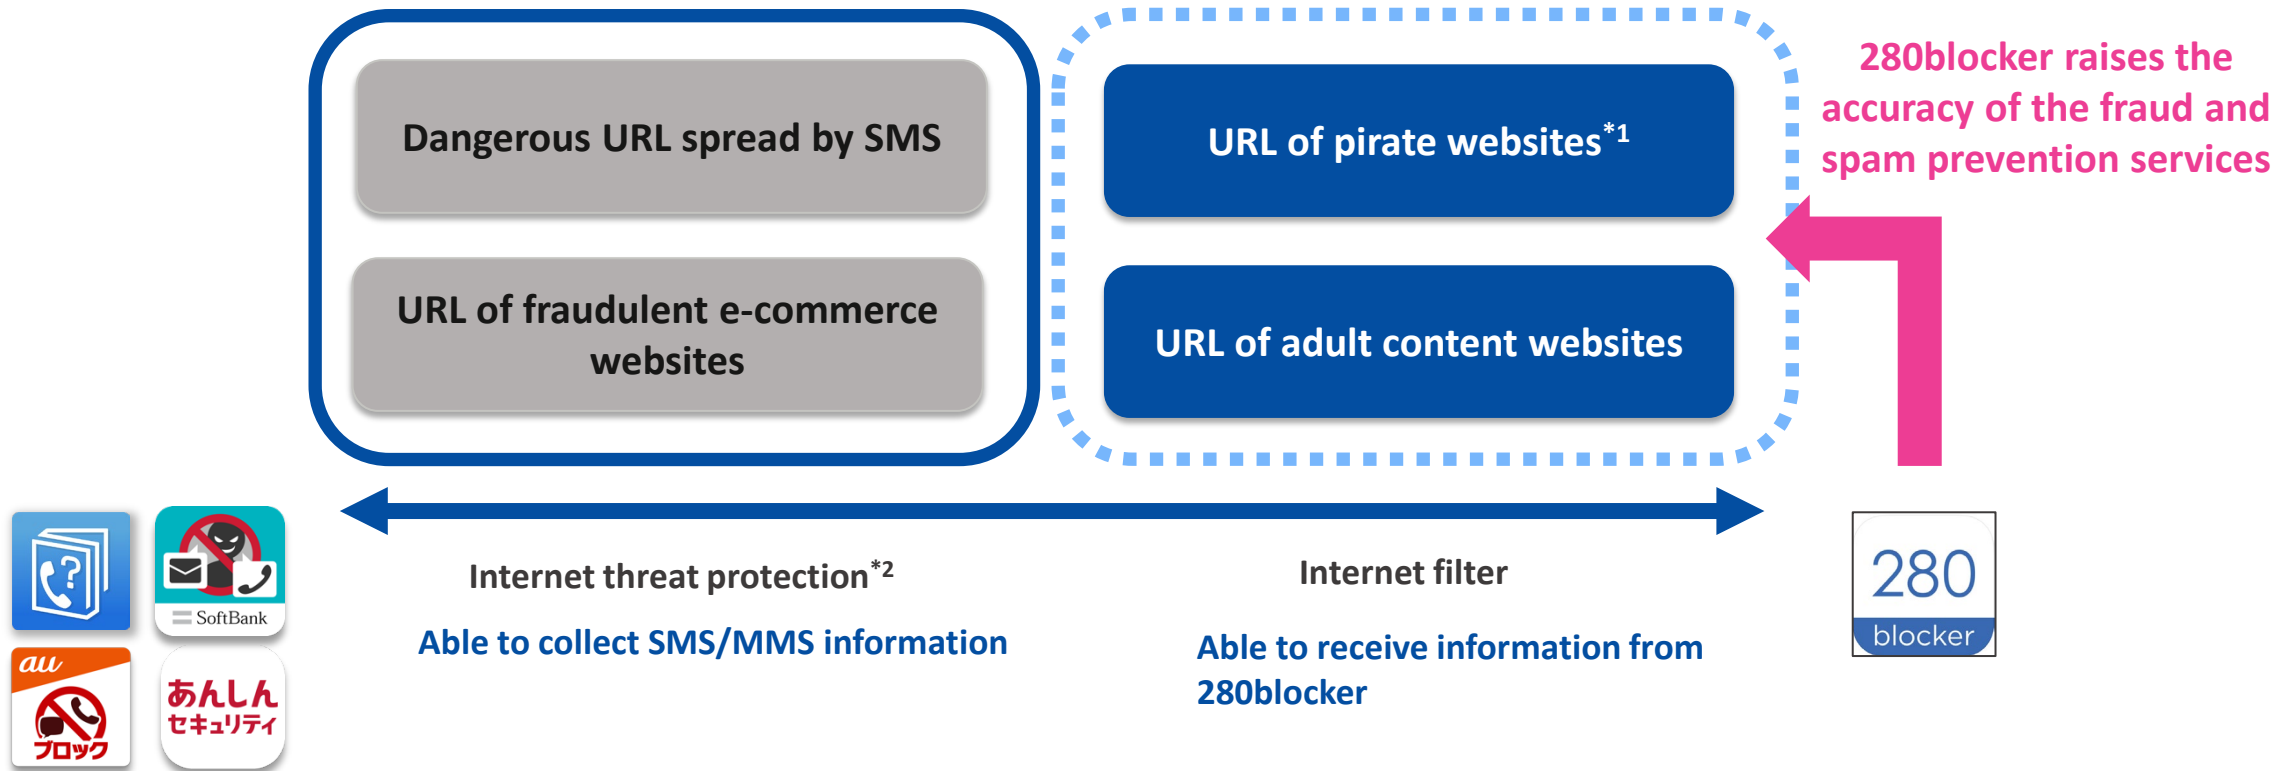 Dangerous URL spread by SMS
URL of fraudulent e-commerce
websites
URL of pirate websites*1
URL of adult content websites
280blocker raises the
accuracy of the fraud and
spam prevention services
Internet threat protection*2
Able to collect SMS/MMS information
Internet filter
Able to receive information from
280blocker
?
SoftBank
au
ブロック
あんしん
セキュリティ
280
blocker